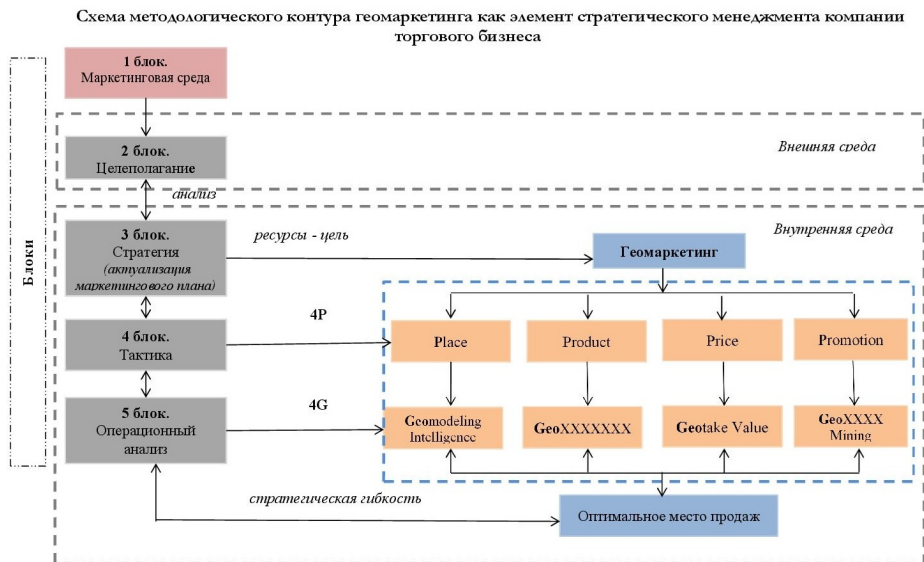 Схема методологического контура геомаркетинга как элемент стратегического менеджмента компании
торгового бизнеса
Блоки
1 блок.
Маркетинговая среда
2 блок.
Целеполагание
Внешняя среда
анализ
3 блок.
Стратегия
(актуализация
маркетингового плана)
ресурсы - цель
Внутренняя среда
Геомаркетинг
4 блок.
Тактика
4P
Place
Product
Price
Promotion
5 блок.
Операционный
анализ
4G
Geomodeling
Intelligence
GeoXXXXXXX
Geotake Value
GeoXXXX
Mining
стратегическая гибкость
Оптимальное место продаж